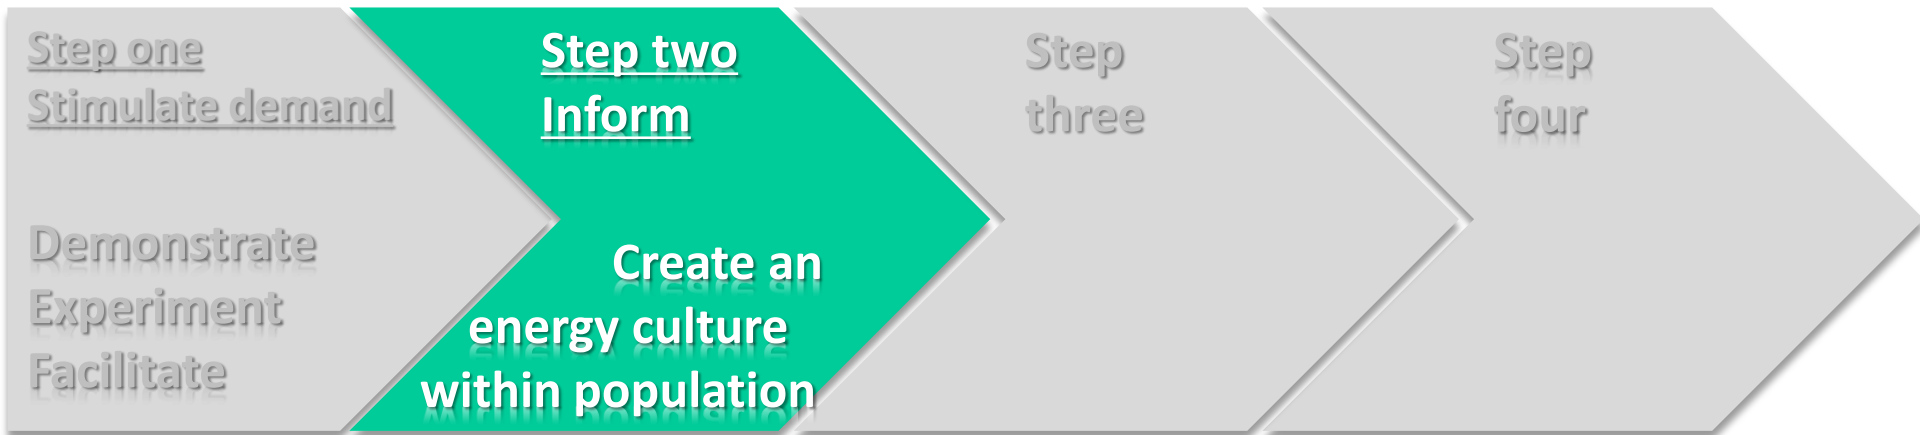 Step one
Stimulate demand
Demonstrate
Experiment
Facilitate
Step two
Inform
Create an
energy culture
within population
Step
three
Step
four